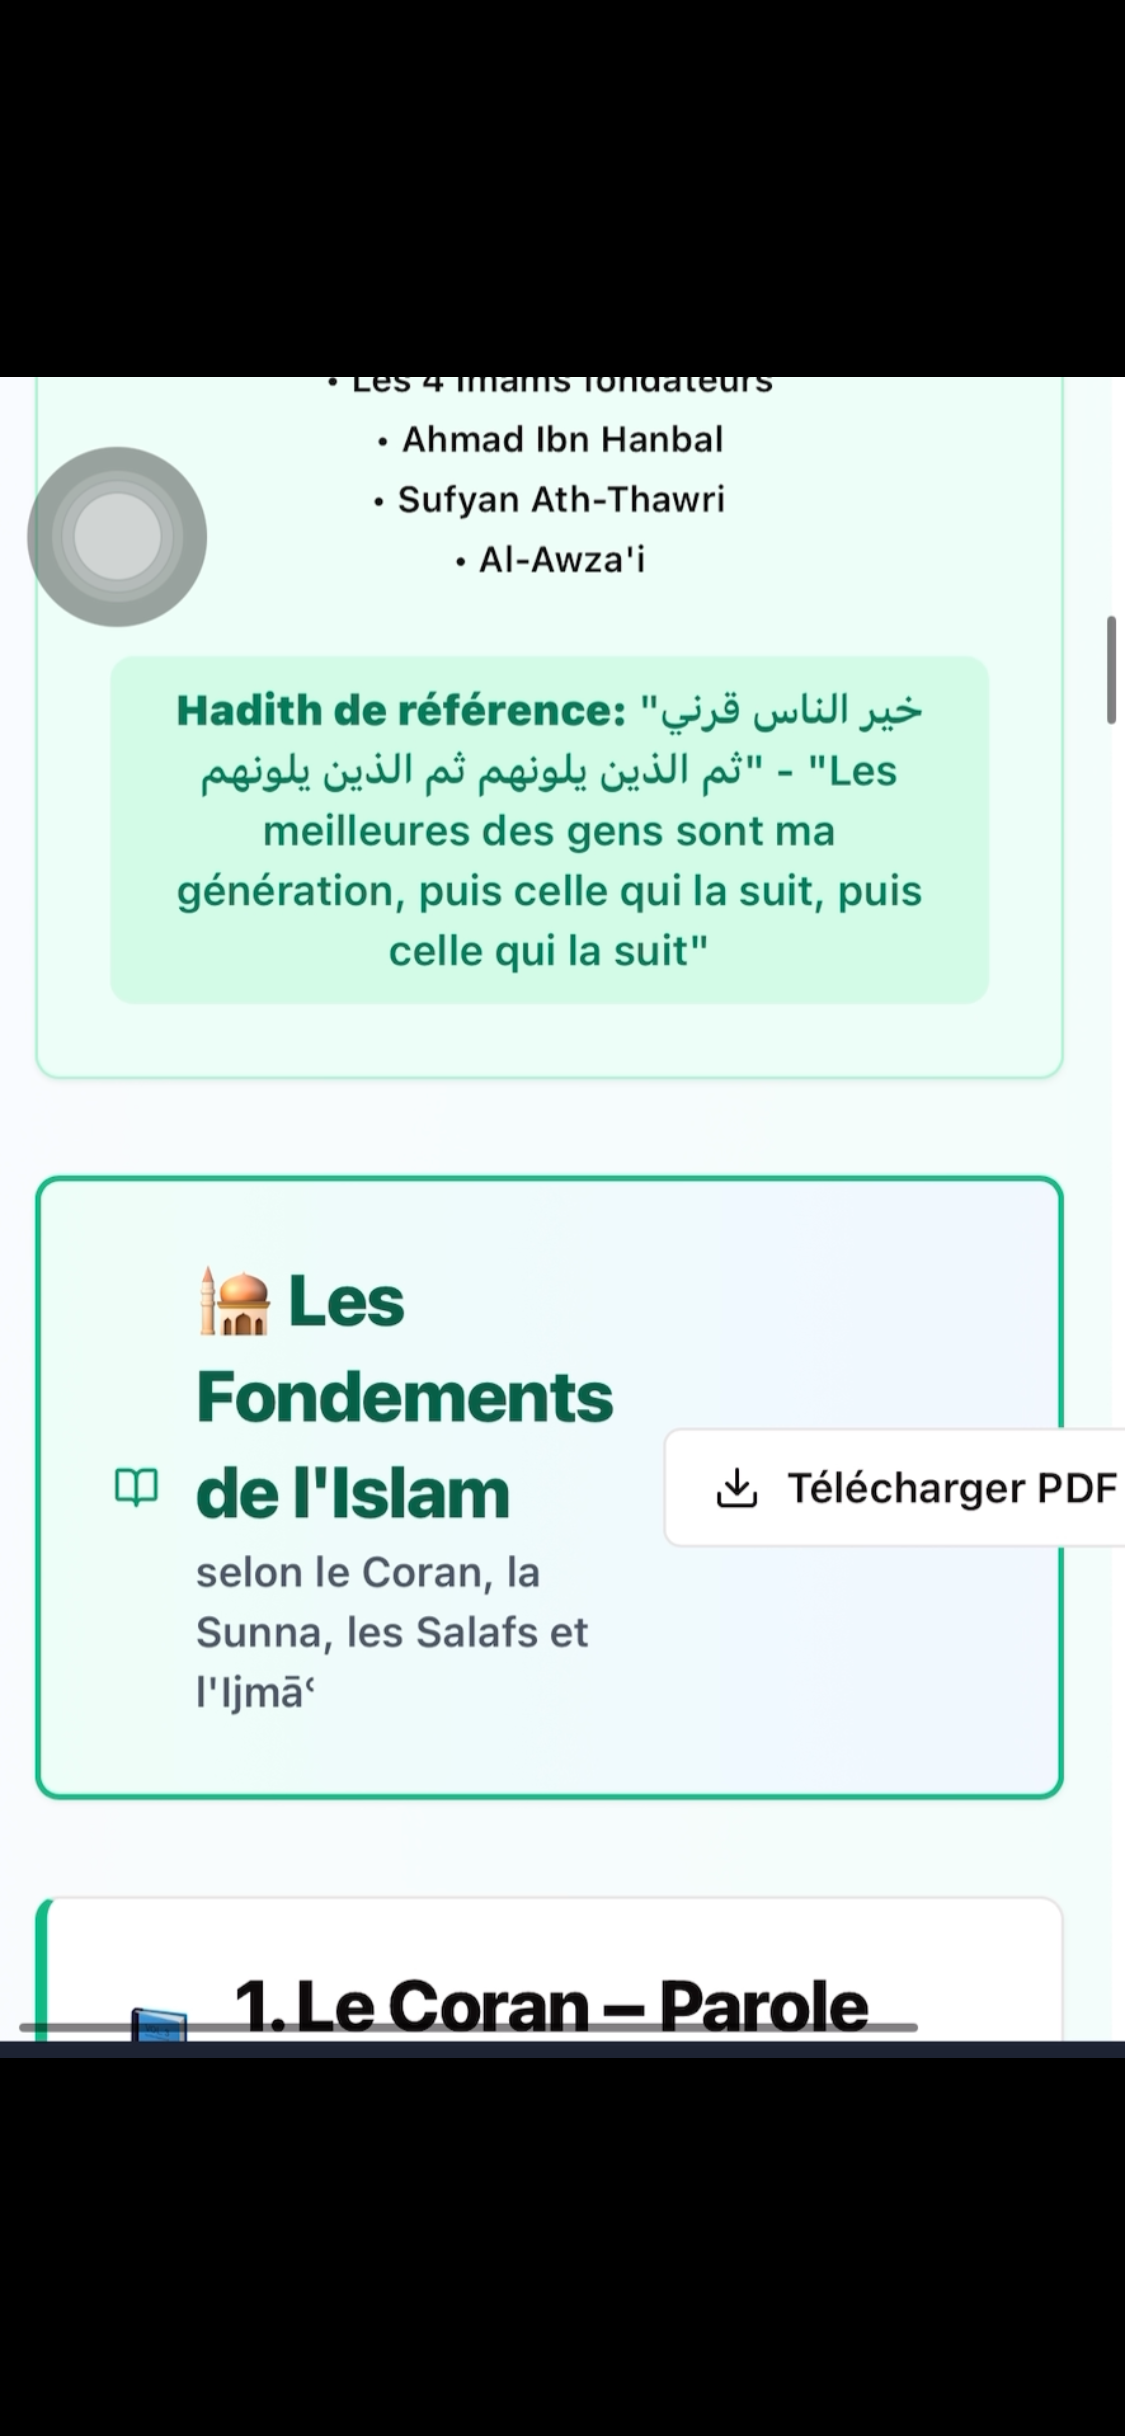 • Les 4 Imams fondateurs
• Ahmad Ibn Hanbal
• Sufyan Ath-Thawri
• Al-Awza'i
Hadith de référence: "خير الناس قرني
ثم الذين يلونهم ثم الذين يلونهم" - "Les
meilleures des gens sont ma
génération, puis celle qui la suit, puis
celle qui la suit"
🕌 Les
Fondements
de l'Islam
selon le Coran, la
Sunna, les Salafs et
l'Ijmāʿ
Télécharger PDF
1. Le Coran – Parole